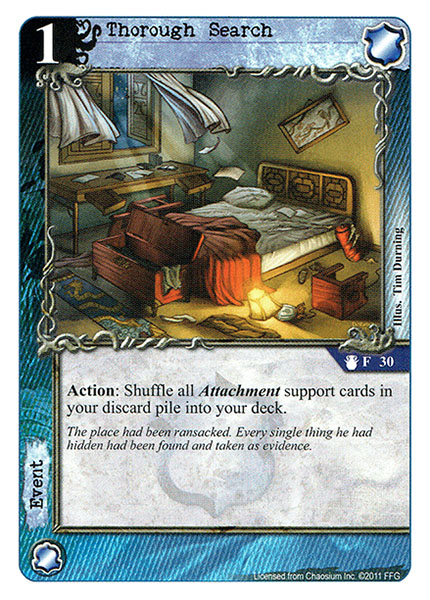 1
Thorough Search
Illus. Tim Durning
F 30
Action: Shuffle all Attachment support cards in
your discard pile into your deck.
The place had been ransacked. Every single thing he had
hidden had been found and taken as evidence.
Event
Licensed from Chaosium Inc. ©2011 FFG